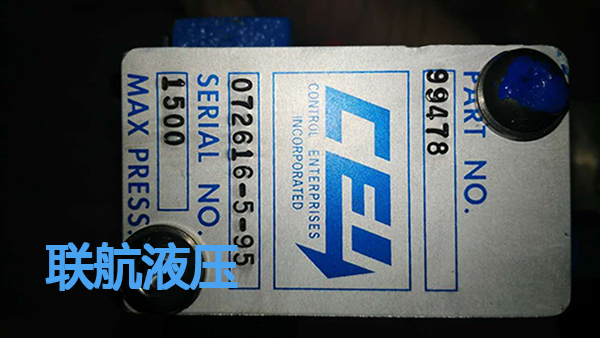 PART NO.
99478
CEI
CONTROL ENTERPRISES
INCORPORATED
SERIAL NO.
072616-5-95
MAX PRESS.
1500
联航液压